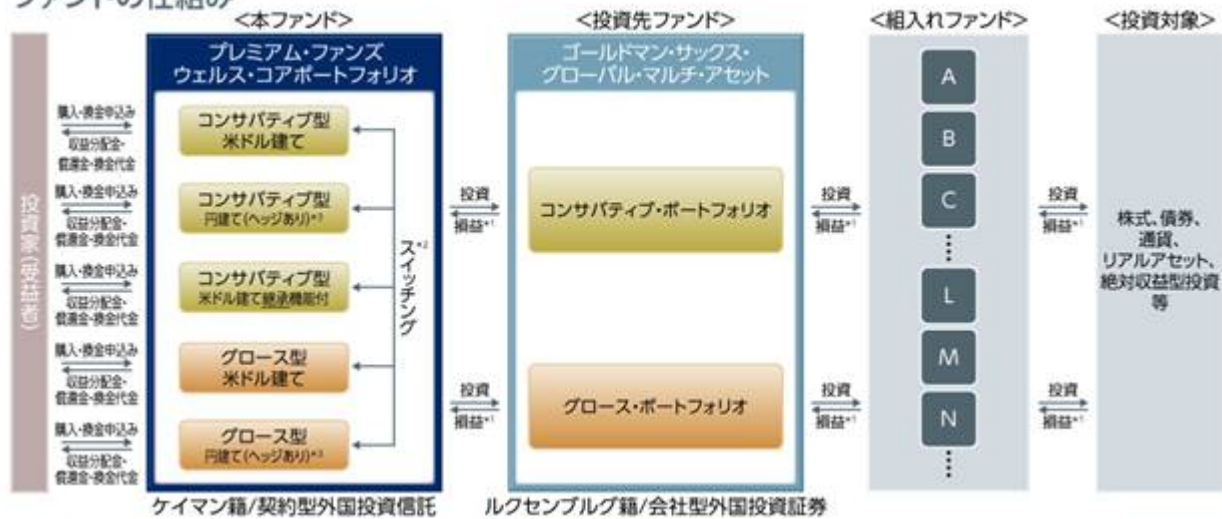 ファンドの仕組み
<本ファンド>
プレミアム・ファンズ
ウェルス・コアポートフォリオ
コンサバティブ型
米ドル建て
コンサバティブ型
円建て(ヘッジあり)*3
コンサバティブ型
米ドル建て継承機能付
グロース型
米ドル建て
グロース型
円建て(ヘッジあり)*3
スイッチング*2
ケイマン籍/契約型外国投資信託
投資家(受益者)
購入・換金申込み
収益分配金・
償還金・換金代金
購入・換金申込み
収益分配金・
償還金・換金代金
購入・換金申込み
収益分配金・
償還金・換金代金
購入・換金申込み
収益分配金・
償還金・換金代金
購入・換金申込み
収益分配金・
償還金・換金代金
投資
損益*1
投資
損益*1
<投資先ファンド>
ゴールドマン・サックス・
グローバル・マルチ・アセット
コンサバティブ・ポートフォリオ
グロース・ポートフォリオ
ルクセンブルグ籍/会社型外国投資証券
投資
損益*1
投資
損益*1
<組入れファンド>
A
B
C
L
M
N
投資
損益*1
投資
損益*1
<投資対象>
株式、債券、
通貨、
リアルアセット、
絶対収益型投資
等